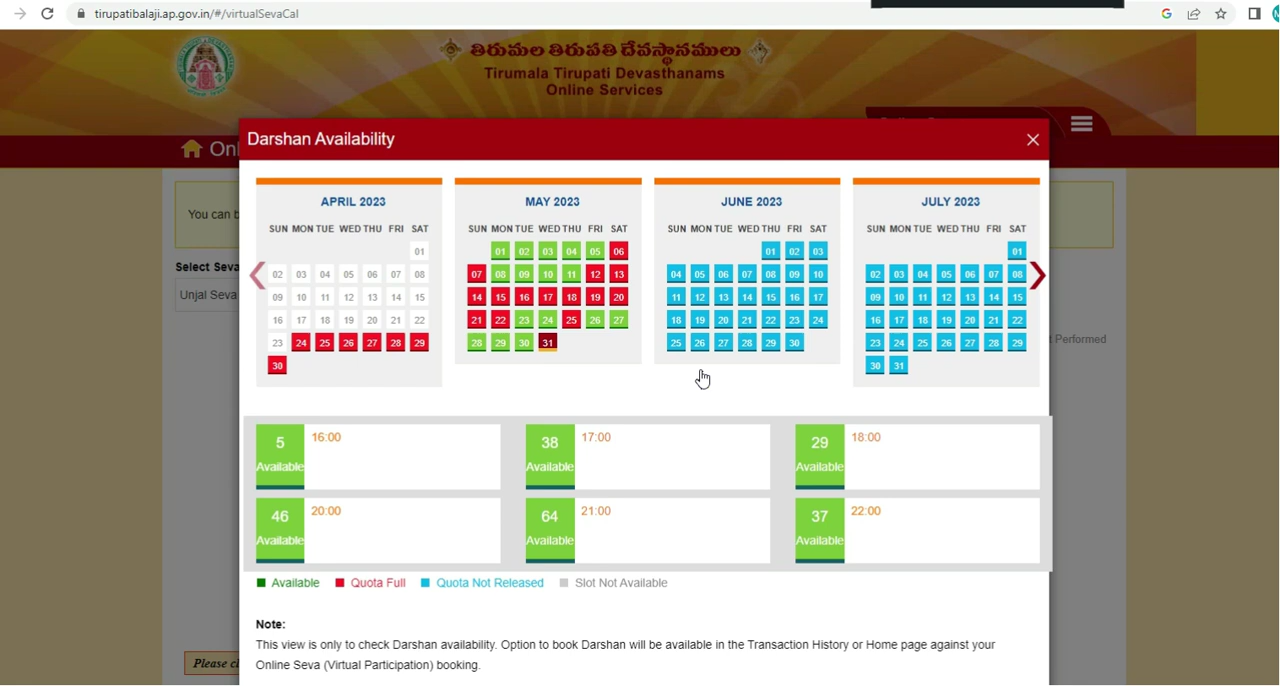 tirupatibalaji.ap.gov.in/#/virtualSevaCal
తిరుమల తిరుపతి దేవస్థానములు
Tirumala Tirupati Devasthanams
Online Services
Onl
Darshan Availability
You can b
Select Seva
Unjal Seva
t Performed
APRIL 2023
SUN MON TUE WED THU FRI SAT
01
02 03 04 05 06 07 08
09 10 11 12 13 14 15
16 17 18 19 20 21 22
23 24 25 26 27 28 29
30
MAY 2023
SUN MON TUE WED THU FRI SAT
01 02 03 04 05 06
07 08 09 10 11 12 13
14 15 16 17 18 19 20
21 22 23 24 25 26 27
28 29 30 31
JUNE 2023
SUN MON TUE WED THU FRI SAT
01 02 03
04 05 06 07 08 09 10
11 12 13 14 15 16 17
18 19 20 21 22 23 24
25 26 27 28 29 30
JULY 2023
SUN MON TUE WED THU FRI SAT
01
02 03 04 05 06 07 08
09 10 11 12 13 14 15
16 17 18 19 20 21 22
23 24 25 26 27 28 29
30 31
5 Available 16:00
38 Available 17:00
29 Available 18:00
46 Available 20:00
64 Available 21:00
37 Available 22:00
Available Quota Full Quota Not Released Slot Not Available
Note:
This view is only to check Darshan availability. Option to book Darshan will be available in the Transaction History or Home page against your
Online Seva (Virtual Participation) booking.
Please cl